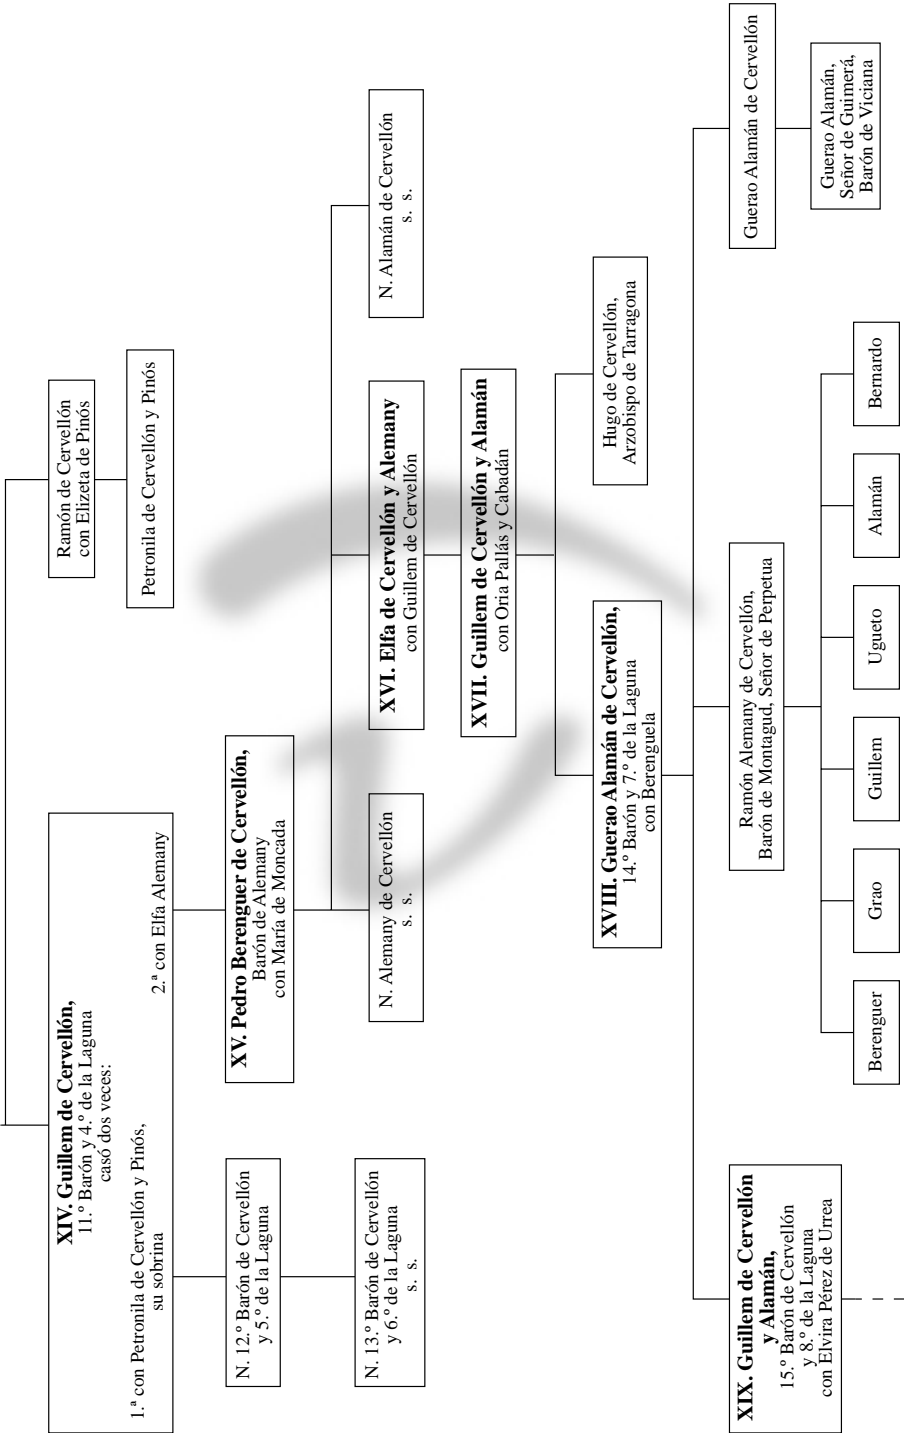 XIV. Guillem de Cervellón,
11.º Barón y 4.º de la Laguna
casó dos veces:
1.ª con Petronila de Cervellón y Pinós,
su sobrina
2.ª con Elfa Alemany
Ramón de Cervellón
con Elizeta de Pinós
Petronila de Cervellón y Pinós
N. 12.º Barón de Cervellón
y 5.º de la Laguna
XV. Pedro Berenguer de Cervellón,
Barón de Alemany
con María de Moncada
N. 13.º Barón de Cervellón
y 6.º de la Laguna
s. s.
N. Alemany de Cervellón
s. s.
XVI. Elfa de Cervellón y Alemany
con Guillem de Cervellón
N. Alamán de Cervellón
s. s.
XVII. Guillem de Cervellón y Alamán
con Oria Pallás y Cabadán
XVIII. Guerao Alamán de Cervellón,
14.º Barón y 7.º de la Laguna
con Berenguela
Hugo de Cervellón,
Arzobispo de Tarragona
XIX. Guillem de Cervellón
y Alamán,
15.º Barón de Cervellón
y 8.º de la Laguna
con Elvira Pérez de Urrea
Ramón Alemany de Cervellón,
Barón de Montagud, Señor de Perpetua
Guerao Alamán de Cervellón
Guerao Alamán,
Señor de Guimerá,
Barón de Viciana
Berenguer
Grao
Guillem
Ugueto
Alamán
Bernardo